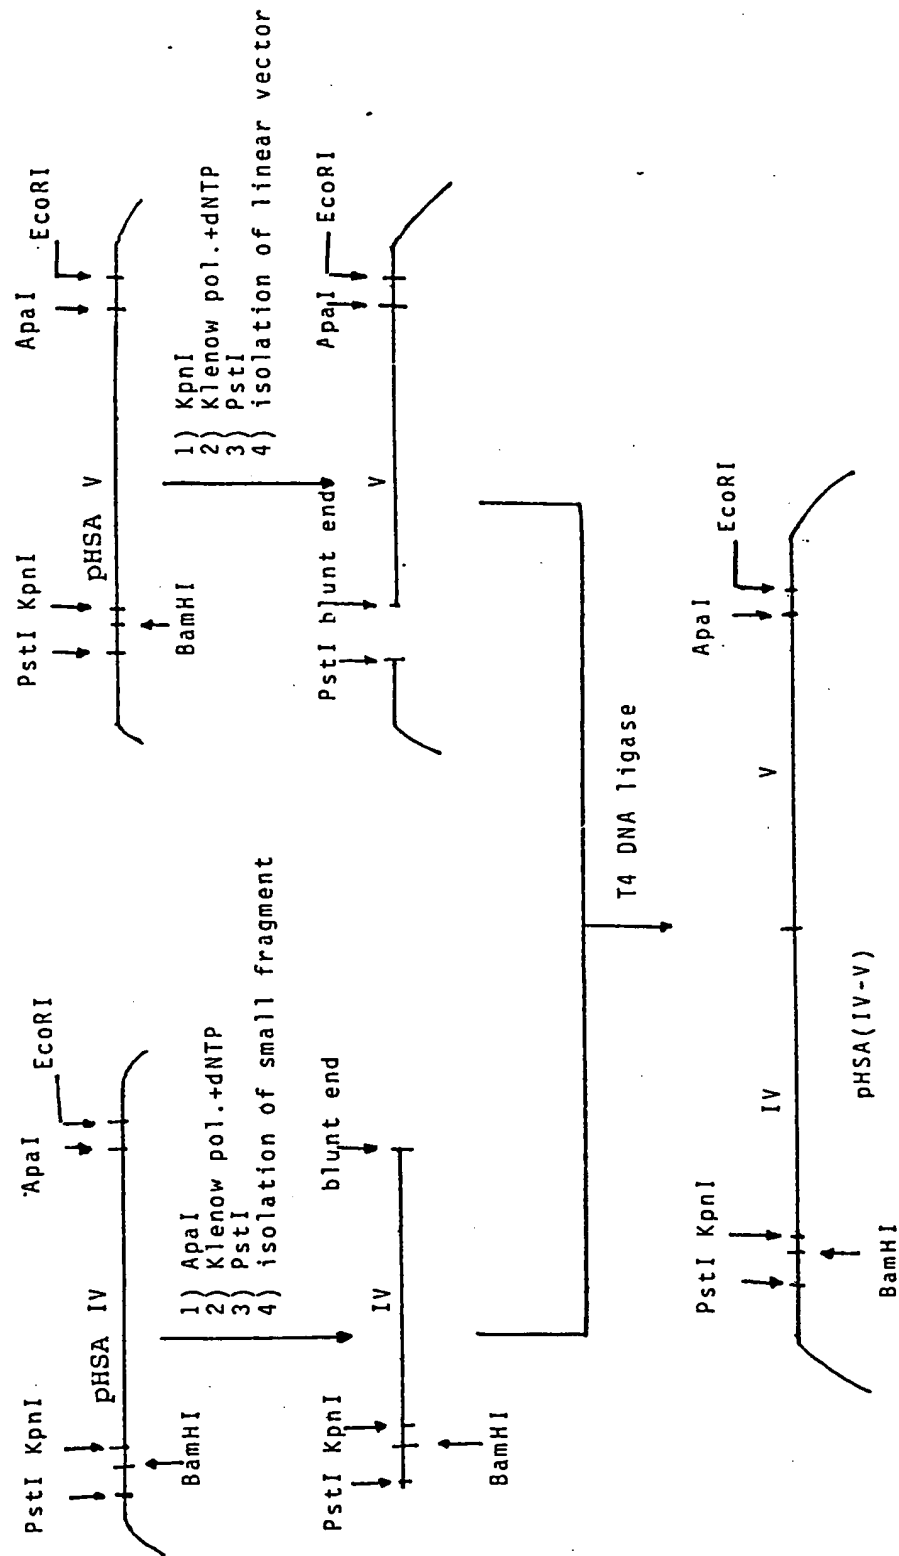 PstI KpnI
pHSA IV
ApaI
EcoRI
BamHI
1) ApaI
2) Klenow pol.+dNTP
3) PstI
4) isolation of small fragment
PstI KpnI
IV
blunt end
BamHI
PstI KpnI
pHSA V
ApaI
EcoRI
BamHI
1) KpnI
2) Klenow pol.+dNTP
3) PstI
4) isolation of linear vector
PstI blunt end
V
ApaI
EcoRI
T4 DNA ligase
PstI KpnI
IV
V
ApaI
EcoRI
BamHI
pHSA(IV-V)